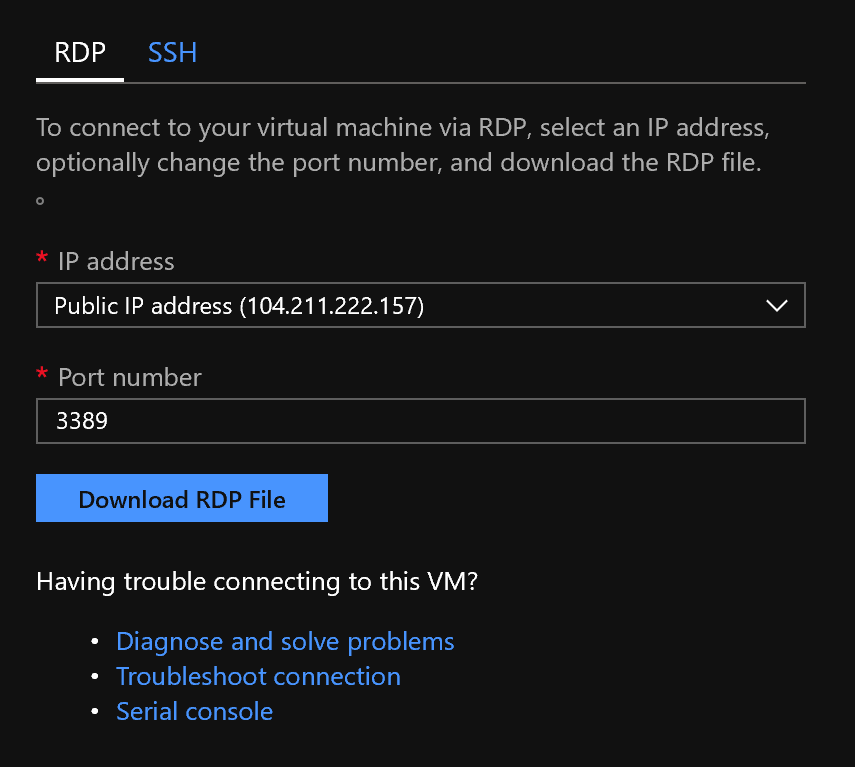 RDP SSH
To connect to your virtual machine via RDP, select an IP address,
optionally change the port number, and download the RDP file.
* IP address
Public IP address (104.211.222.157)
* Port number
3389
Download RDP File
Having trouble connecting to this VM?
• Diagnose and solve problems
• Troubleshoot connection
• Serial console